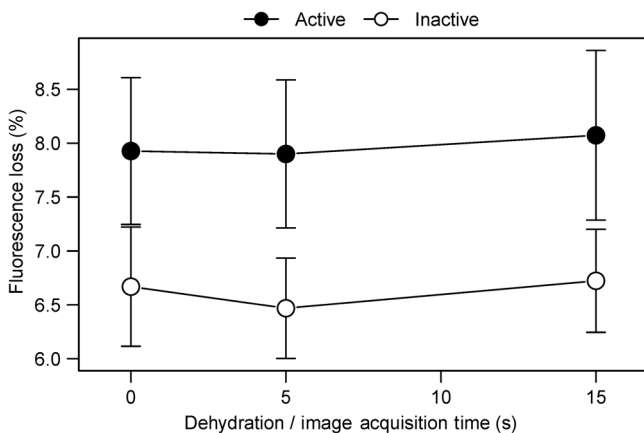 Active Inactive
Fluorescence loss (%)
8.5
8.0
7.5
7.0
6.5
6.0
0 5 10 15
Dehydration / image acquisition time (s)